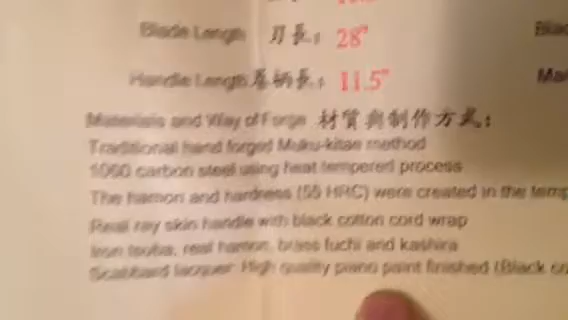 Blade Length 刃長: 28"
Handle Length 卷柄長: 11.5"
Materials and Way of Forge 材質與制作方式:
Traditional hand forged Muku-kitae method
1060 carbon steel using heat tempered process
The hamon and hardness (55 HRC) were created in the temp
Real ray skin handle with black cotton cord wrap
Iron tsuba, real hamon, brass fuchi and kashira
Scabbard lacquer: High quality piano paint finished (Black co